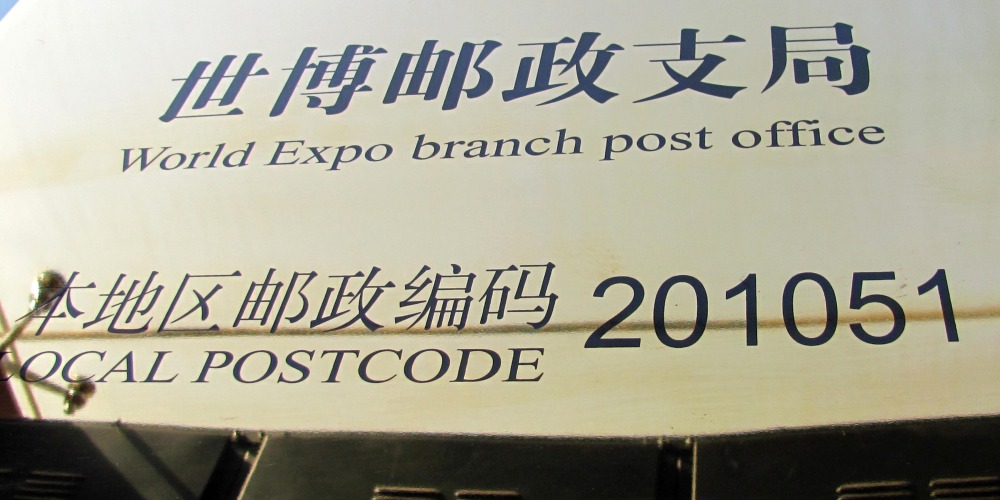 世博邮政支局
World Expo branch post office
本地区邮政编码 201051
LOCAL POSTCODE